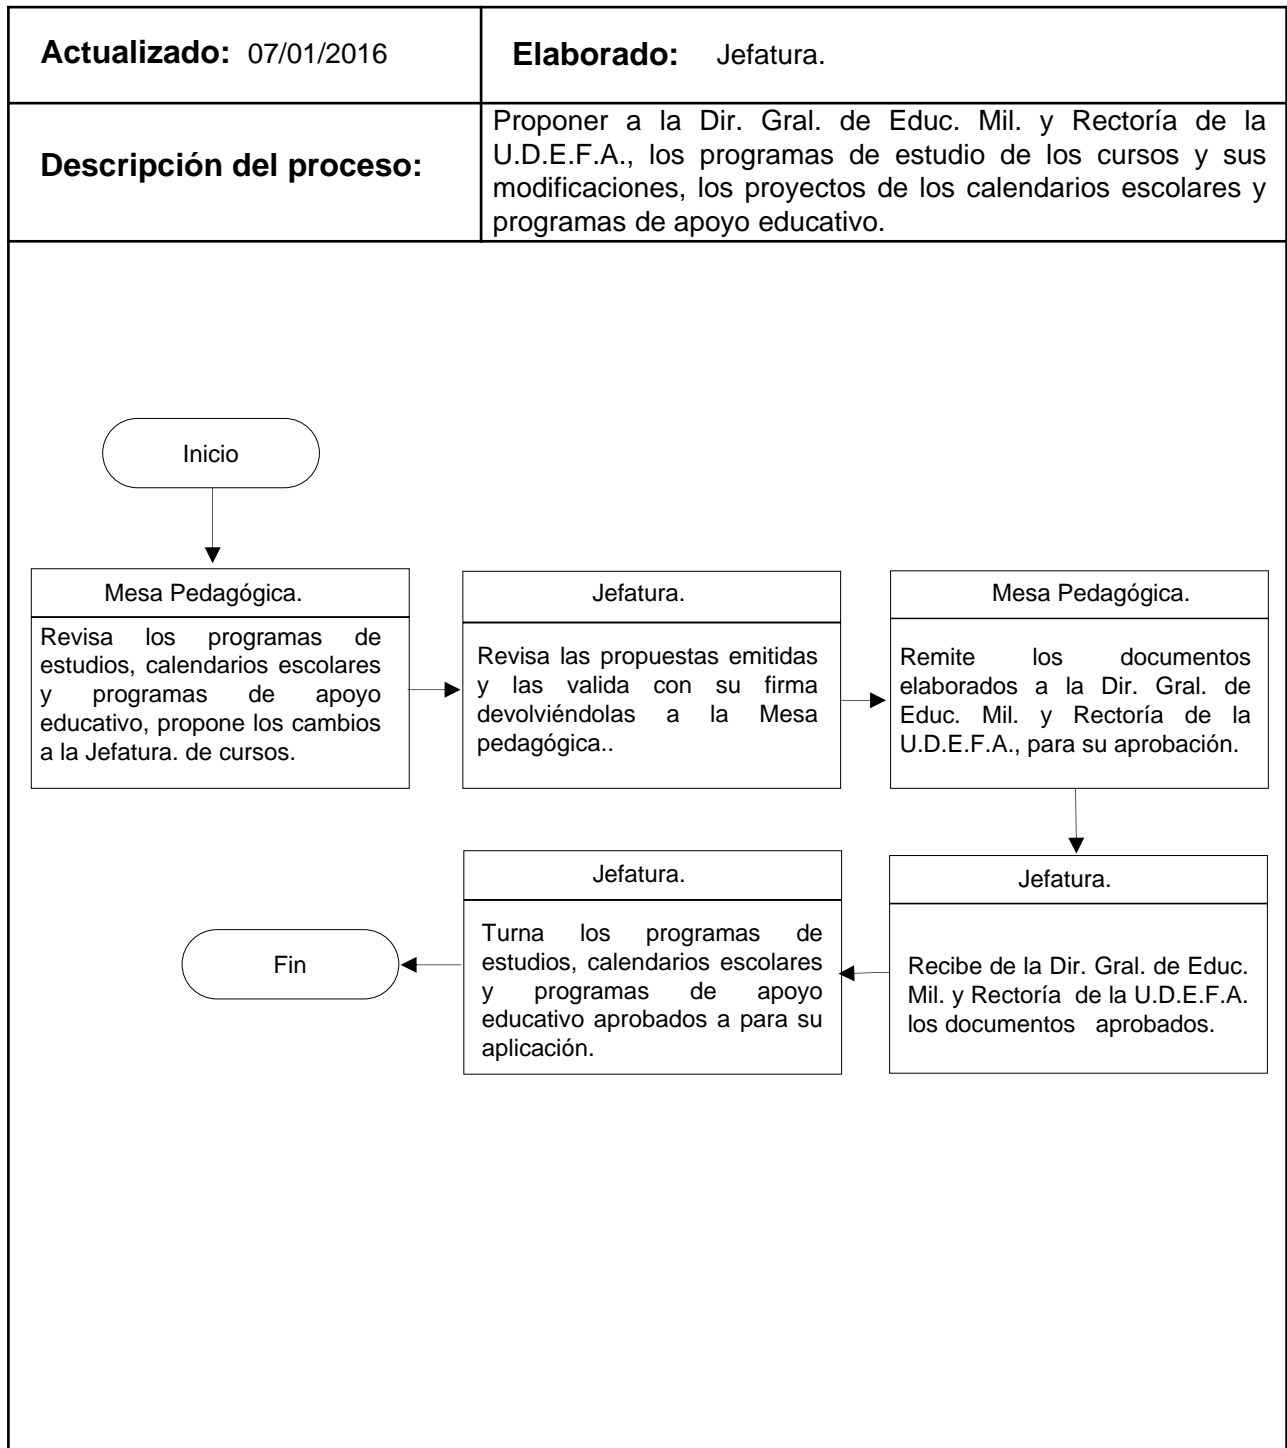 Actualizado: 07/01/2016
Elaborado: Jefatura.
Descripción del proceso:
Proponer a la Dir. Gral. de Educ. Mil. y Rectoría de la
U.D.E.F.A., los programas de estudio de los cursos y sus
modificaciones, los proyectos de los calendarios escolares y
programas de apoyo educativo.
Inicio
Mesa Pedagógica.
Revisa los programas de
estudios, calendarios escolares
y programas de apoyo
educativo, propone los cambios
a la Jefatura. de cursos.
Jefatura.
Revisa las propuestas emitidas
y las valida con su firma
devolviéndolas a la Mesa
pedagógica..
Mesa Pedagógica.
Remite los documentos
elaborados a la Dir. Gral. de
Educ. Mil. y Rectoría de la
U.D.E.F.A., para su aprobación.
Jefatura.
Recibe de la Dir. Gral. de Educ.
Mil. y Rectoría de la U.D.E.F.A.
los documentos aprobados.
Jefatura.
Turna los programas de
estudios, calendarios escolares
y programas de apoyo
educativo aprobados a para su
aplicación.
Fin